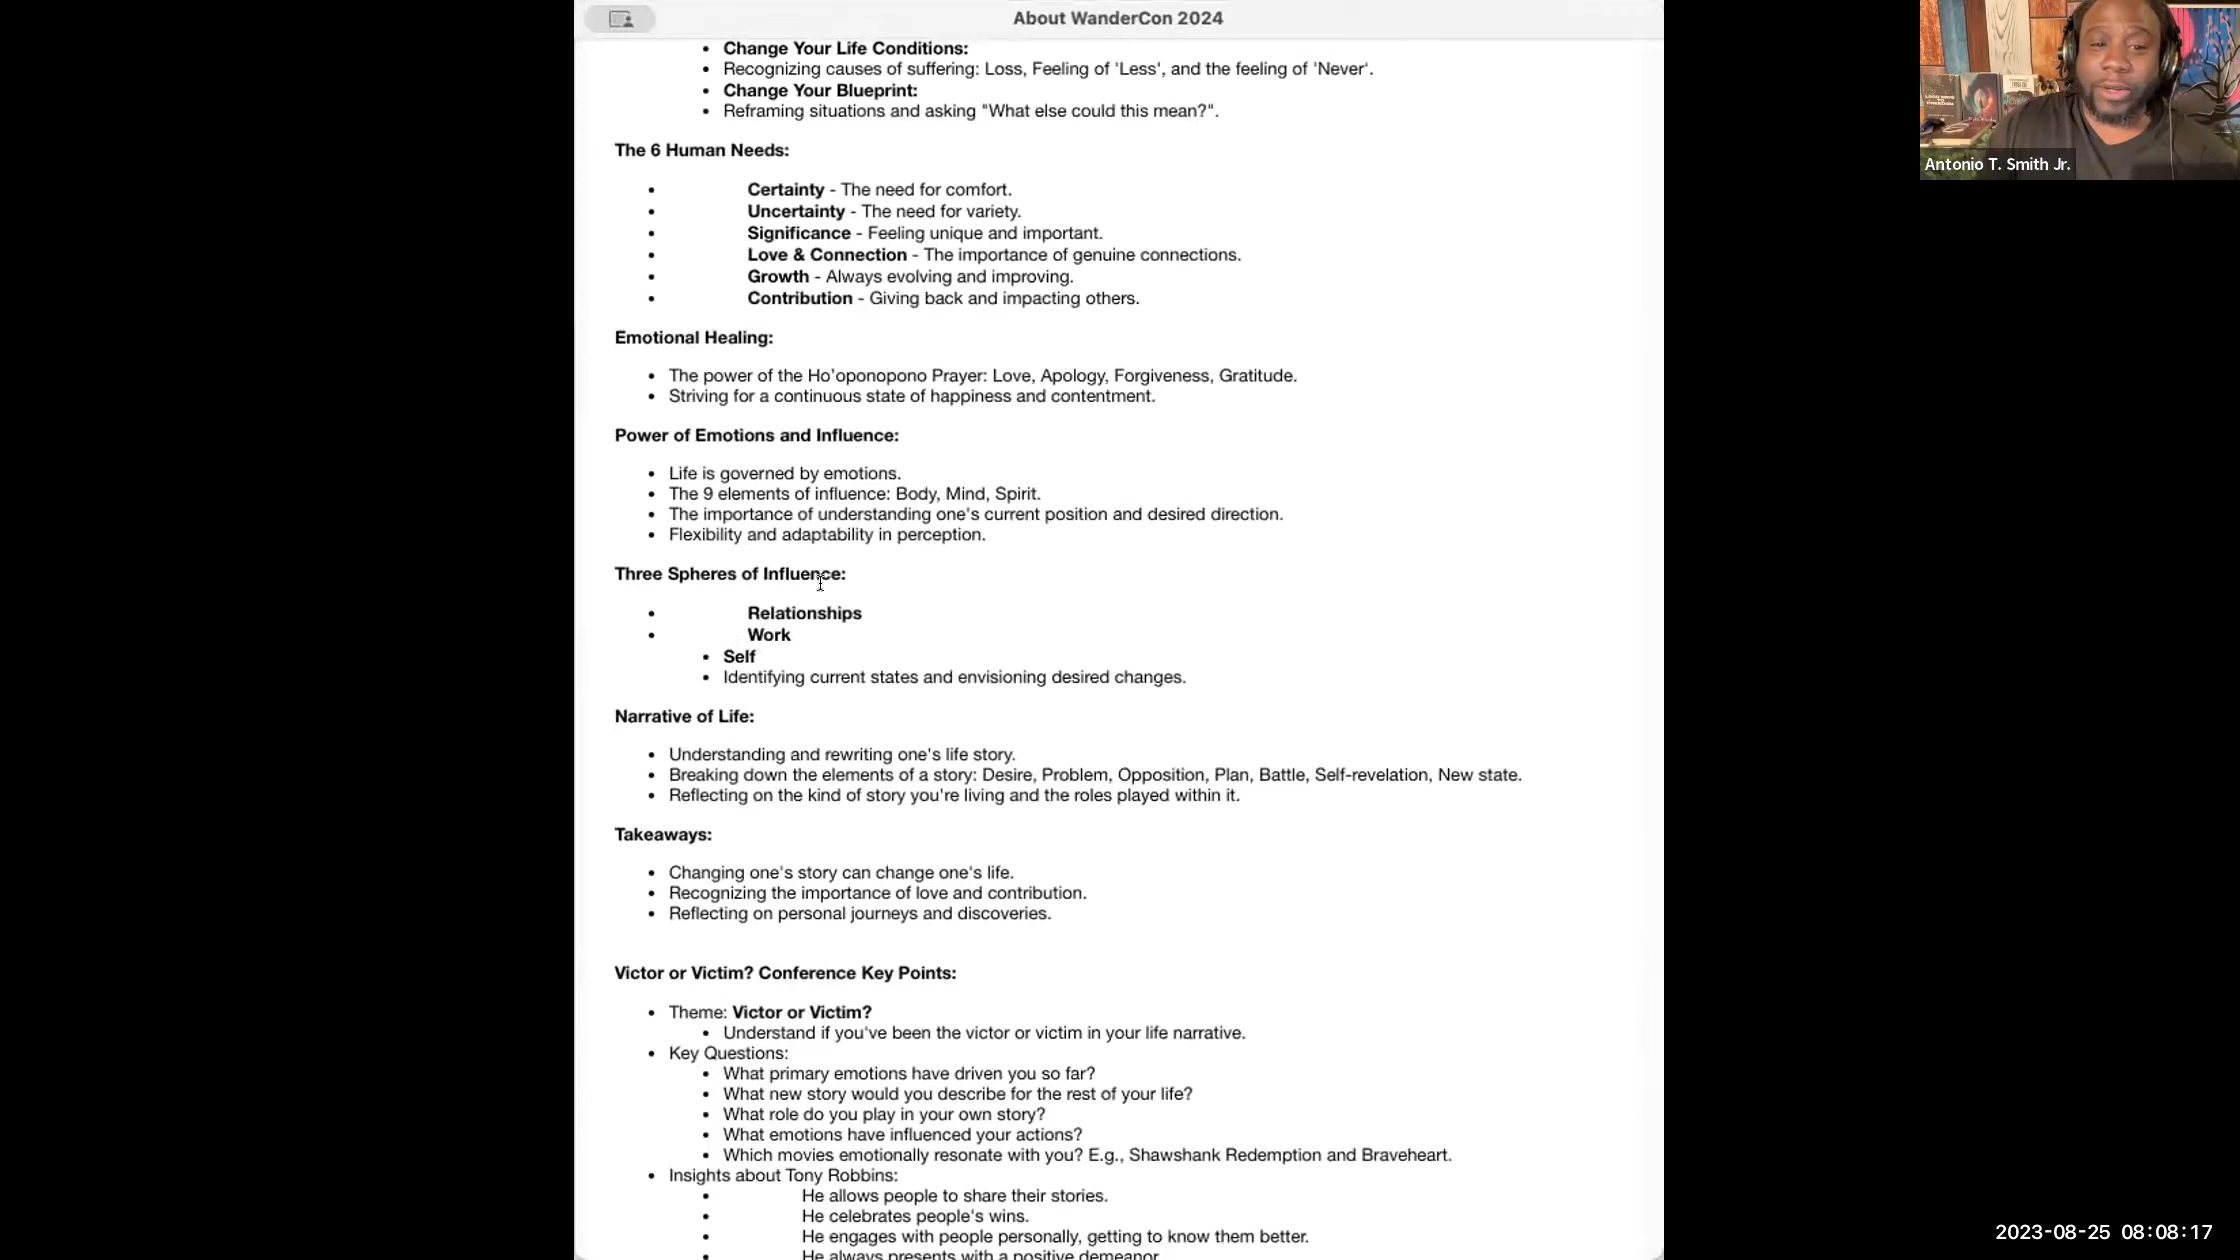 About WanderCon 2024
• Change Your Life Conditions:
• Recognizing causes of suffering: Loss, Feeling of 'Less', and the feeling of 'Never'.
• Change Your Blueprint:
• Reframing situations and asking "What else could this mean?".
The 6 Human Needs:
• Certainty - The need for comfort.
• Uncertainty - The need for variety.
• Significance - Feeling unique and important.
• Love & Connection - The importance of genuine connections.
• Growth - Always evolving and improving.
• Contribution - Giving back and impacting others.
Emotional Healing:
• The power of the Ho’oponopono Prayer: Love, Apology, Forgiveness, Gratitude.
• Striving for a continuous state of happiness and contentment.
Power of Emotions and Influence:
• Life is governed by emotions.
• The 9 elements of influence: Body, Mind, Spirit.
• The importance of understanding one's current position and desired direction.
• Flexibility and adaptability in perception.
Three Spheres of Influence:
• Relationships
• Work
• Self
• Identifying current states and envisioning desired changes.
Narrative of Life:
• Understanding and rewriting one's life story.
• Breaking down the elements of a story: Desire, Problem, Opposition, Plan, Battle, Self-revelation, New state.
• Reflecting on the kind of story you're living and the roles played within it.
Takeaways:
• Changing one's story can change one's life.
• Recognizing the importance of love and contribution.
• Reflecting on personal journeys and discoveries.
Victor or Victim? Conference Key Points:
• Theme: Victor or Victim?
• Understand if you've been the victor or victim in your life narrative.
• Key Questions:
• What primary emotions have driven you so far?
• What new story would you describe for the rest of your life?
• What role do you play in your own story?
• What emotions have influenced your actions?
• Which movies emotionally resonate with you? E.g., Shawshank Redemption and Braveheart.
• Insights about Tony Robbins:
• He allows people to share their stories.
• He celebrates people's wins.
• He engages with people personally, getting to know them better.
• He always presents with a positive demeanor.
Antonio T. Smith Jr.
2023-08-25 08:08:17